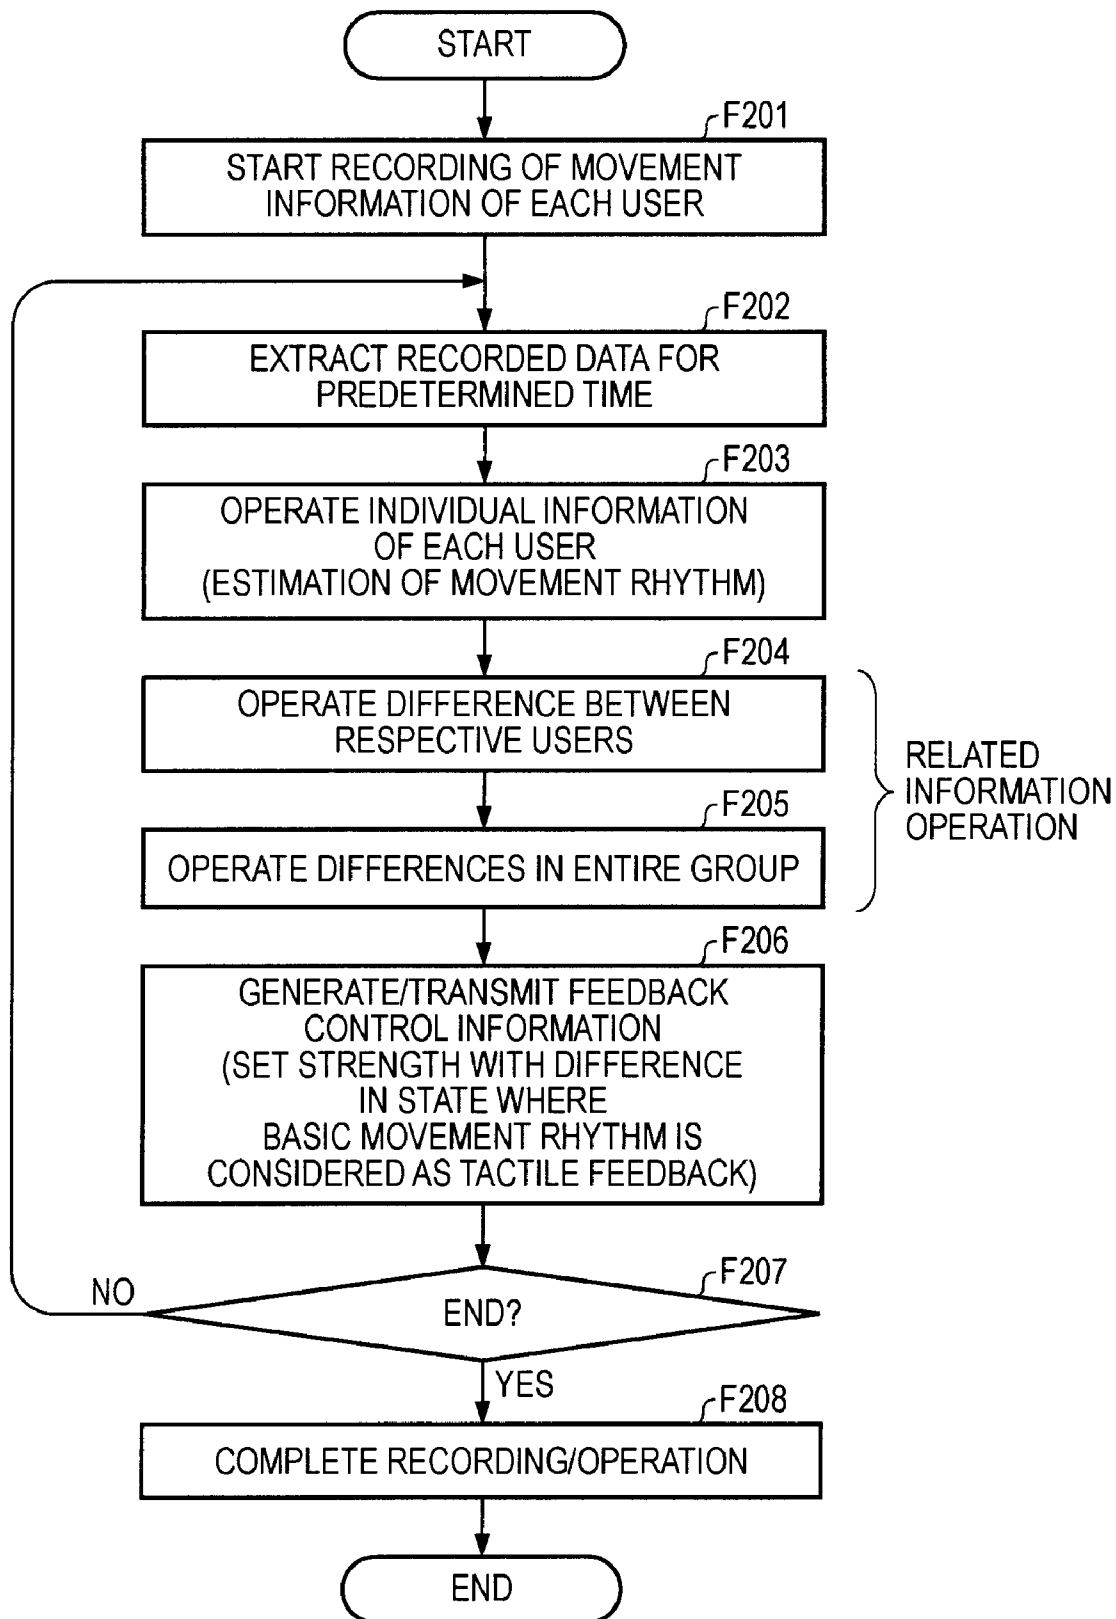 START
F201
START RECORDING OF MOVEMENT
INFORMATION OF EACH USER
F202
EXTRACT RECORDED DATA FOR
PREDETERMINED TIME
F203
OPERATE INDIVIDUAL INFORMATION
OF EACH USER
(ESTIMATION OF MOVEMENT RHYTHM)
F204
OPERATE DIFFERENCE BETWEEN
RESPECTIVE USERS
RELATED
INFORMATION
OPERATION
F205
OPERATE DIFFERENCES IN ENTIRE GROUP
F206
GENERATE/TRANSMIT FEEDBACK
CONTROL INFORMATION
(SET STRENGTH WITH DIFFERENCE
IN STATE WHERE
BASIC MOVEMENT RHYTHM IS
CONSIDERED AS TACTILE FEEDBACK)
F207
NO
END?
YES
F208
COMPLETE RECORDING/OPERATION
END